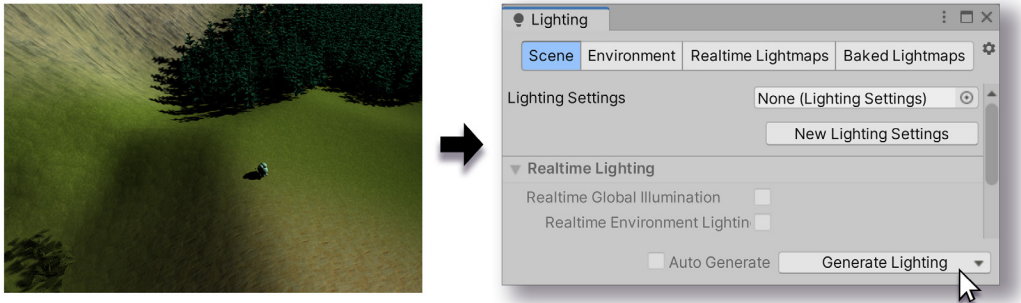 Lighting
Scene Environment Realtime Lightmaps Baked Lightmaps
Lighting Settings None (Lighting Settings)
New Lighting Settings
Realtime Lighting
Realtime Global Illumination
Realtime Environment Lightin
Auto Generate Generate Lighting